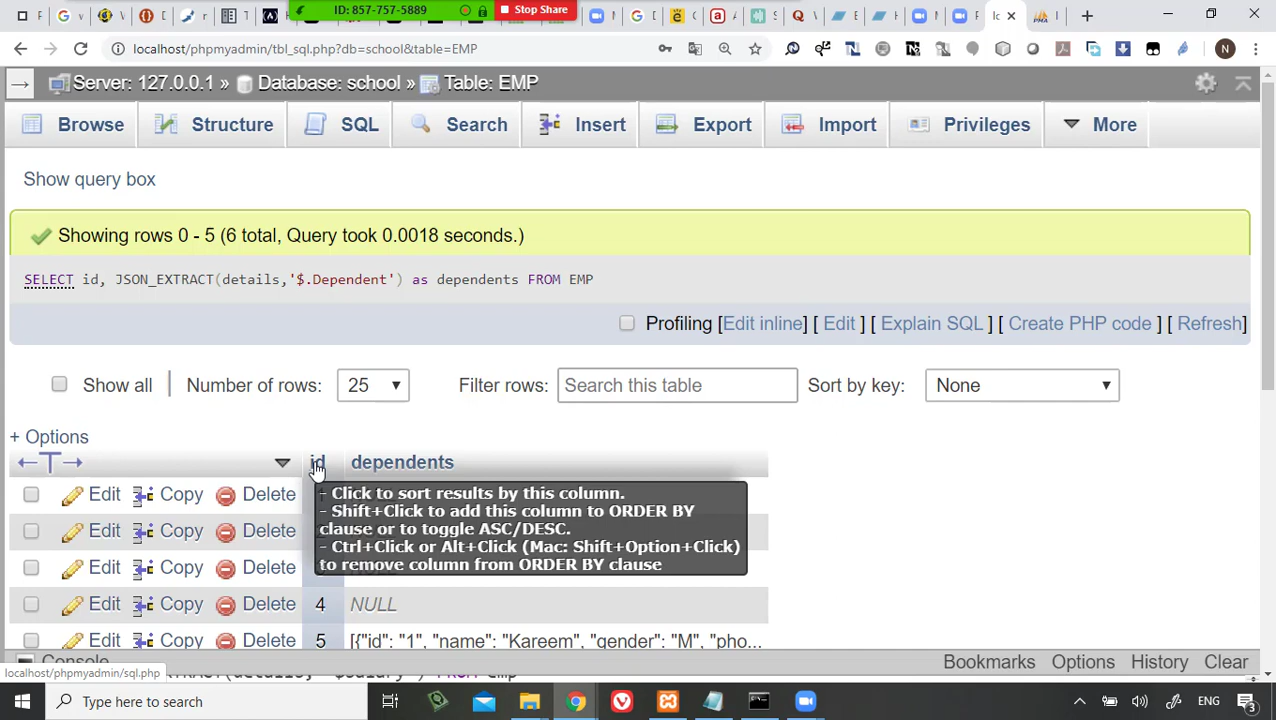 ID: 857-757-5889
Stop Share
localhost/phpmyadmin/tbl_sql.php?db=school&table=EMP
N
Server: 127.0.0.1 » Database: school » Table: EMP
Browse Structure SQL Search Insert Export Import Privileges More
Show query box
Showing rows 0 - 5 (6 total, Query took 0.0018 seconds.)
SELECT id, JSON_EXTRACT(details,'$.Dependent') as dependents FROM EMP
Profiling [Edit inline] [ Edit ] [ Explain SQL ] [ Create PHP code ] [ Refresh]
Show all Number of rows: 25 Filter rows: Search this table Sort by key: None
+ Options
id dependents
Edit Copy Delete
- Click to sort results by this column.
- Shift+Click to add this column to ORDER BY
clause or to toggle ASC/DESC.
- Ctrl+Click or Alt+Click (Mac: Shift+Option+Click)
to remove column from ORDER BY clause
Edit Copy Delete
Edit Copy Delete
Edit Copy Delete 4 NULL
Edit Copy Delete 5 [{"id": "1", "name": "Kareem", "gender": "M", "pho...
Console Bookmarks Options History Clear
localhost/phpmyadmin/sql.php
Type here to search
ENG
3